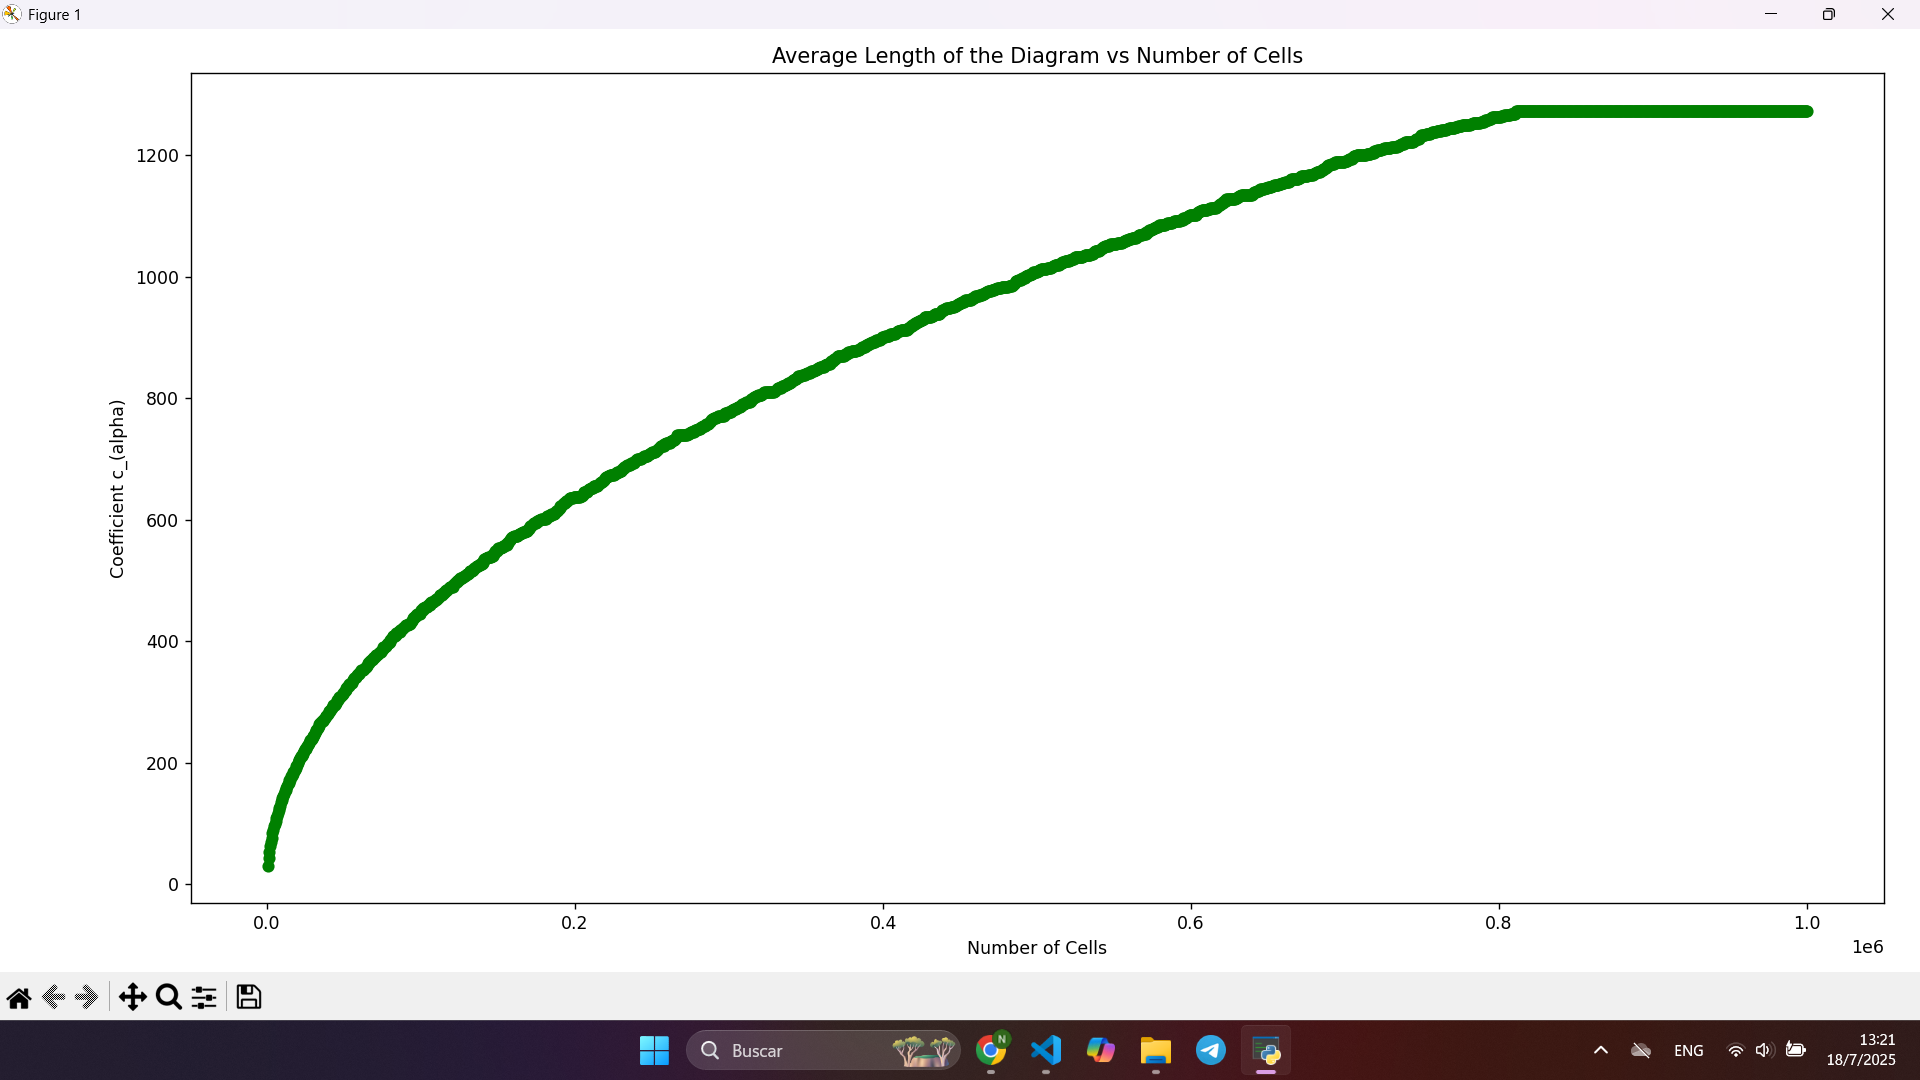 Figure 1
Average Length of the Diagram vs Number of Cells
1200
1000
800
600
400
200
0
Coefficient c_(alpha)
0.0 0.2 0.4 0.6 0.8 1.0
1e6
Number of Cells
Buscar
N
ENG
13:21
18/7/2025